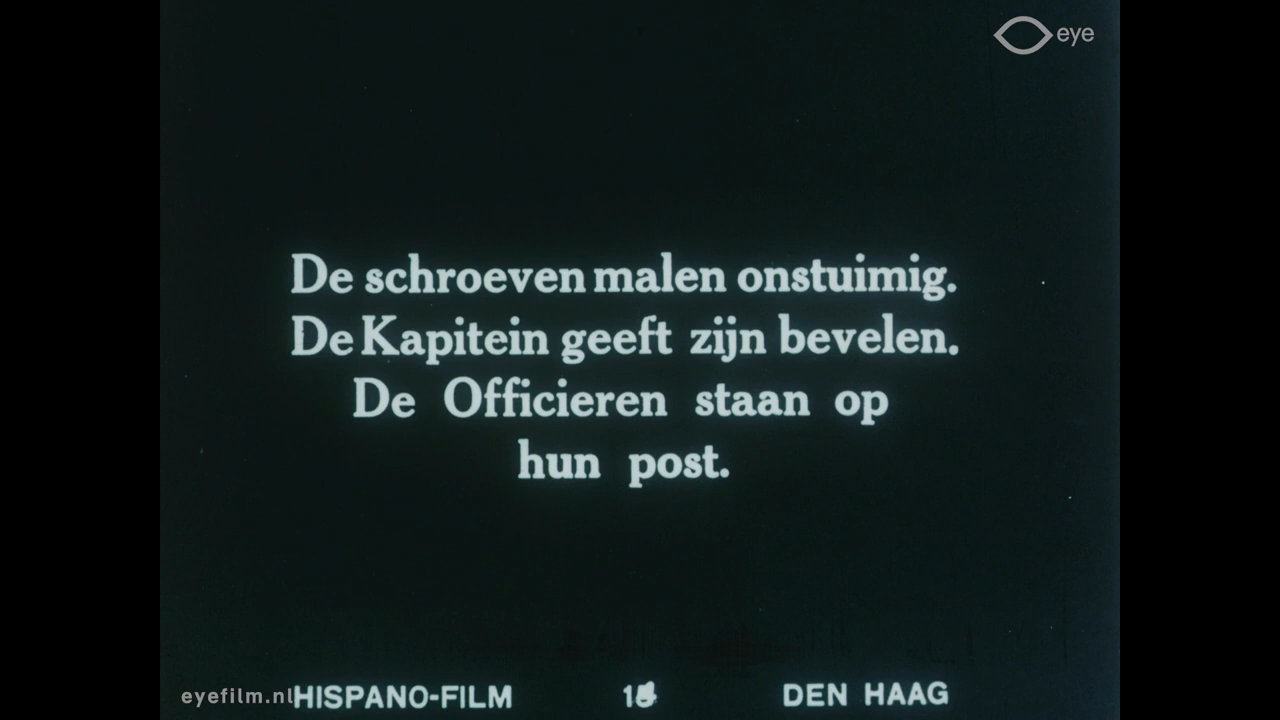 eye
De schroeven malen onstuimig.
De Kapitein geeft zijn bevelen.
De Officieren staan op
hun post.
eyefilm.nl HISPANO-FILM DEN HAAG